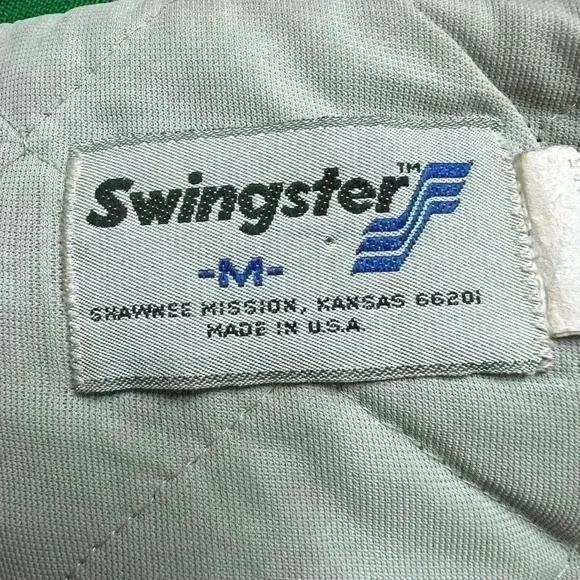 Swingster™
-M-
SHAWNEE MISSION, KANSAS 66201
MADE IN U.S.A.